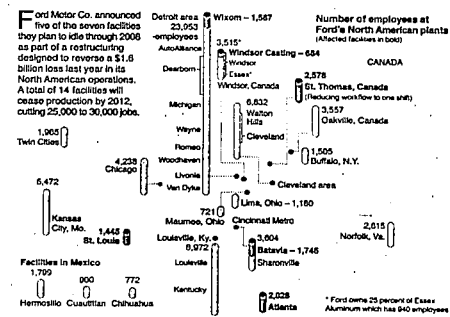 Ford Motor Co. announced
five of the seven facilities
they plan to idle through 2008
as part of a restructuring
designed to reverse a $1.6
billion loss last year in its
North American operations.
A total of 14 facilities will
cease production by 2012,
cutting 25,000 to 30,000 jobs.
Number of employees at
Ford's North American plants
(Affected facilities in bold)
Detroit area
23,953
employees
Wixom – 1,567
AutoAlliance
Dearborn
Michigan
Wayne
Romeo
Woodhaven
Livonia
Van Dyke
3,515*
Windsor Casting – 684
Windsor
Essex*
Windsor, Canada
CANADA
2,578
St. Thomas, Canada
(Reducing workflow to one shift)
6,832
Walton
Hills
Cleveland
Cleveland area
3,557
Oakville, Canada
1,505
Buffalo, N.Y.
1,965
Twin Cities
4,238
Chicago
6,472
Kansas
City, Mo.
1,445
St. Louis
721
Maumee, Ohio
Lima, Ohio – 1,180
Cincinnati Metro
3,604
Batavia – 1,745
Sharonville
2,615
Norfolk, Va.
Louisville, Ky.
8,972
Louisville
Kentucky
Facilities in Mexico
1,799
Hermosillo
900
Cuautitlan
772
Chihuahua
2,028
Atlanta
* Ford owns 25 percent of Essex
Aluminum which has 940 employees